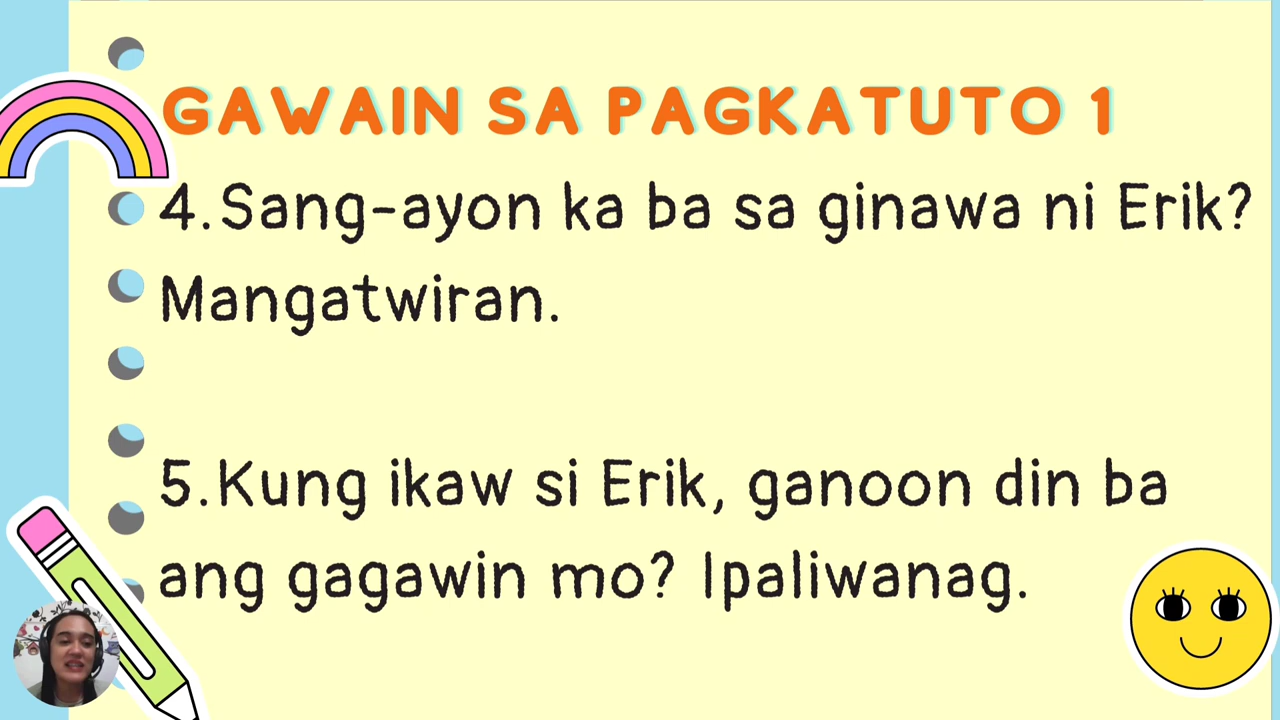 GAWAIN SA PAGKATUTO 1
4.Sang-ayon ka ba sa ginawa ni Erik?
Mangatwiran.
5.Kung ikaw si Erik, ganoon din ba
ang gagawin mo? Ipaliwanag.